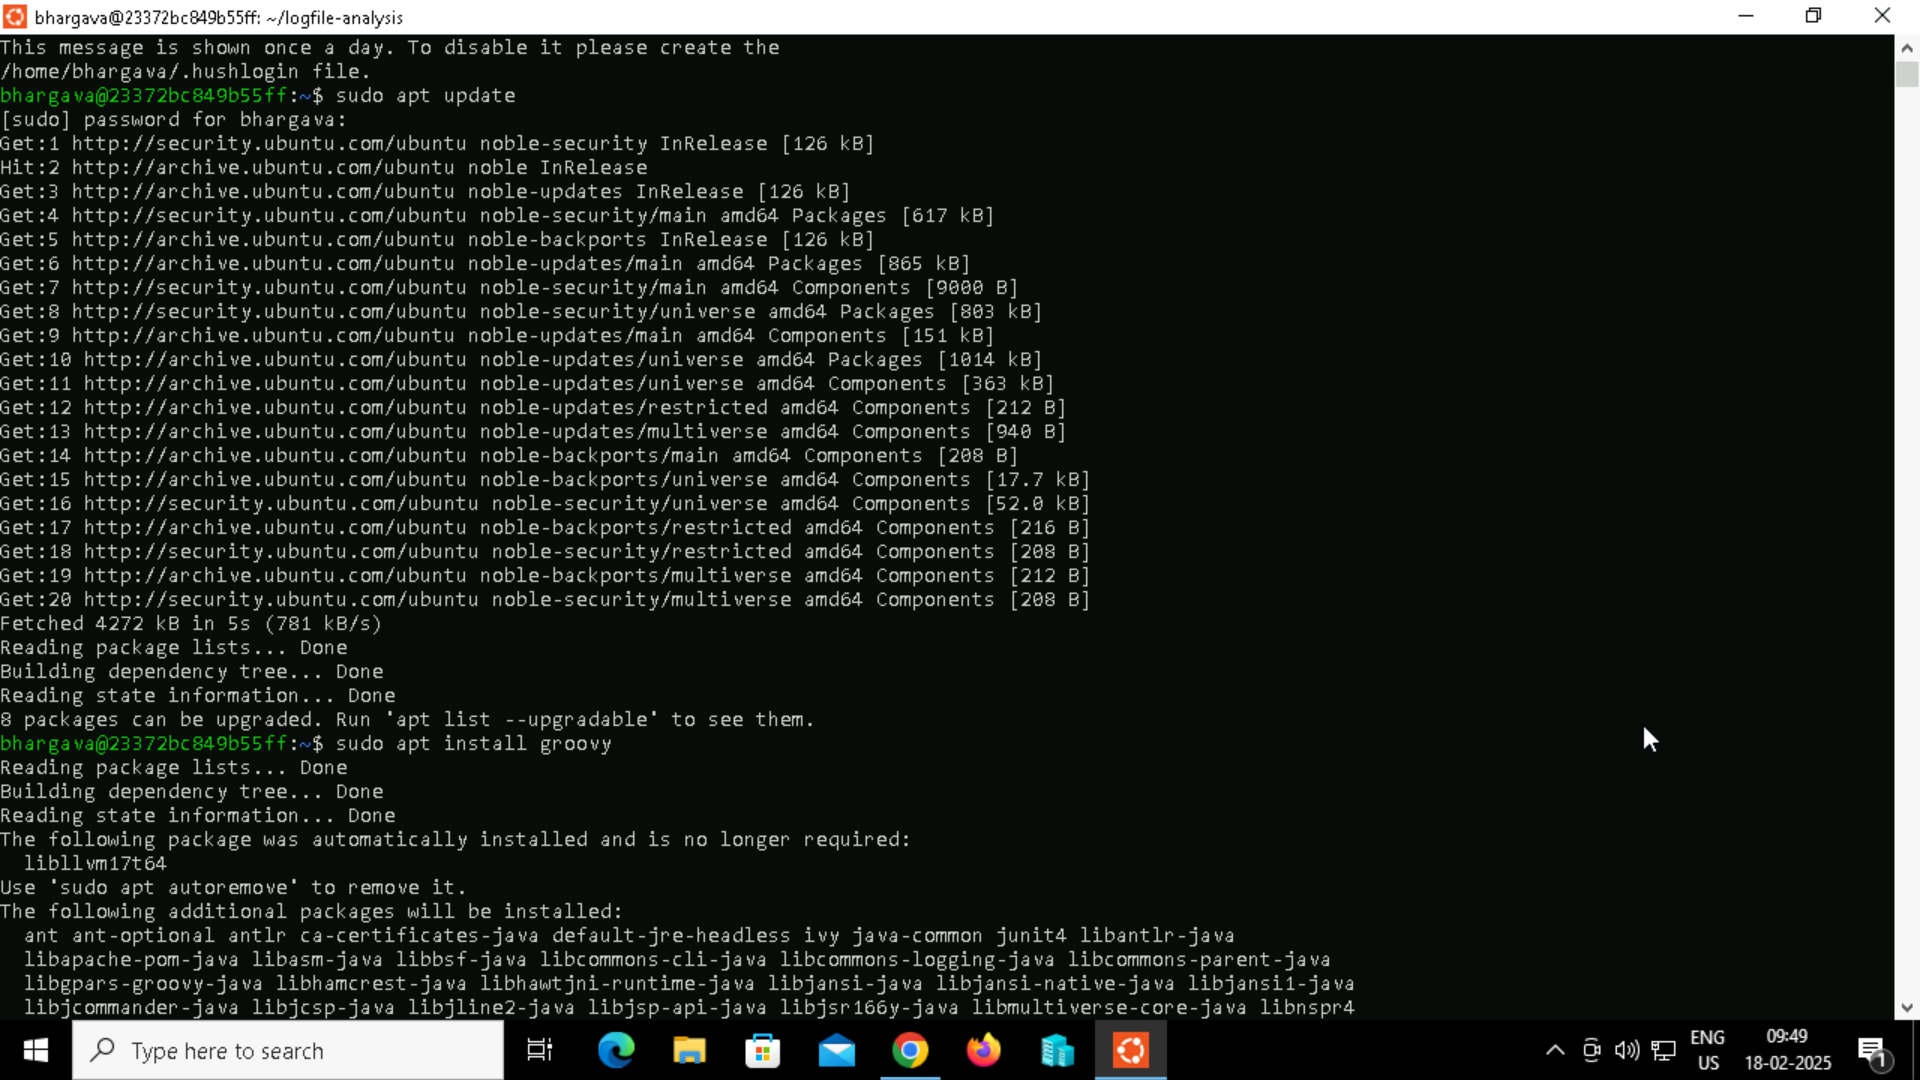 bhargava@23372bc849b55ff: ~/logfile-analysis
This message is shown once a day. To disable it please create the
/home/bhargava/.hushlogin file.
bhargava@23372bc849b55ff:~$ sudo apt update
[sudo] password for bhargava:
Get:1 http://security.ubuntu.com/ubuntu noble-security InRelease [126 kB]
Hit:2 http://archive.ubuntu.com/ubuntu noble InRelease
Get:3 http://archive.ubuntu.com/ubuntu noble-updates InRelease [126 kB]
Get:4 http://security.ubuntu.com/ubuntu noble-security/main amd64 Packages [617 kB]
Get:5 http://archive.ubuntu.com/ubuntu noble-backports InRelease [126 kB]
Get:6 http://archive.ubuntu.com/ubuntu noble-updates/main amd64 Packages [865 kB]
Get:7 http://security.ubuntu.com/ubuntu noble-security/main amd64 Components [9000 B]
Get:8 http://security.ubuntu.com/ubuntu noble-security/universe amd64 Packages [803 kB]
Get:9 http://archive.ubuntu.com/ubuntu noble-updates/main amd64 Components [151 kB]
Get:10 http://archive.ubuntu.com/ubuntu noble-updates/universe amd64 Packages [1014 kB]
Get:11 http://archive.ubuntu.com/ubuntu noble-updates/universe amd64 Components [363 kB]
Get:12 http://archive.ubuntu.com/ubuntu noble-updates/restricted amd64 Components [212 B]
Get:13 http://archive.ubuntu.com/ubuntu noble-updates/multiverse amd64 Components [940 B]
Get:14 http://archive.ubuntu.com/ubuntu noble-backports/main amd64 Components [208 B]
Get:15 http://archive.ubuntu.com/ubuntu noble-backports/universe amd64 Components [17.7 kB]
Get:16 http://security.ubuntu.com/ubuntu noble-security/universe amd64 Components [52.0 kB]
Get:17 http://archive.ubuntu.com/ubuntu noble-backports/restricted amd64 Components [216 B]
Get:18 http://security.ubuntu.com/ubuntu noble-security/restricted amd64 Components [208 B]
Get:19 http://archive.ubuntu.com/ubuntu noble-backports/multiverse amd64 Components [212 B]
Get:20 http://security.ubuntu.com/ubuntu noble-security/multiverse amd64 Components [208 B]
Fetched 4272 kB in 5s (781 kB/s)
Reading package lists... Done
Building dependency tree... Done
Reading state information... Done
8 packages can be upgraded. Run 'apt list --upgradable' to see them.
bhargava@23372bc849b55ff:~$ sudo apt install groovy
Reading package lists... Done
Building dependency tree... Done
Reading state information... Done
The following package was automatically installed and is no longer required:
  libllvm17t64
Use 'sudo apt autoremove' to remove it.
The following additional packages will be installed:
  ant ant-optional antlr ca-certificates-java default-jre-headless ivy java-common junit4 libantlr-java
  libapache-pom-java libasm-java libbsf-java libcommons-cli-java libcommons-logging-java libcommons-parent-java
  libgpars-groovy-java libhamcrest-java libhawtjni-runtime-java libjansi-java libjansi-native-java libjansi1-java
  libjcommander-java libjcsp-java libjline2-java libjsp-api-java libjsr166y-java libmultiverse-core-java libnspr4
Type here to search
ENG
US
09:49
18-02-2025
1